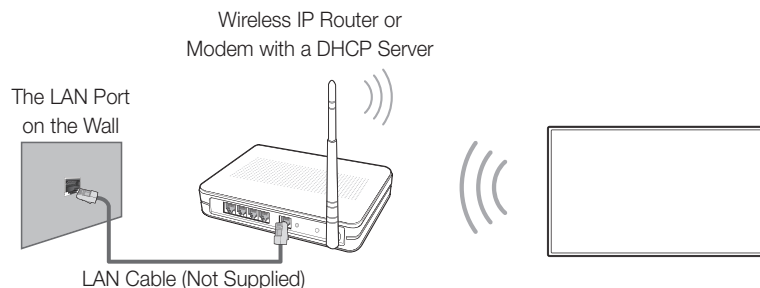 Wireless IP Router or
Modem with a DHCP Server
The LAN Port
on the Wall
LAN Cable (Not Supplied)